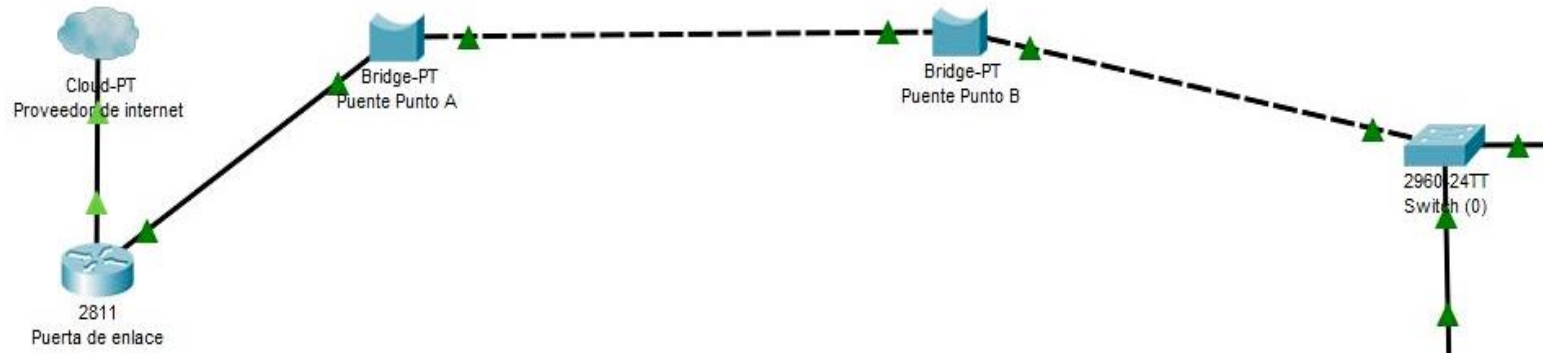 Cloud-PT
Proveedor de internet
Bridge-PT
Puente Punto A
Bridge-PT
Puente Punto B
2960-24TT
Switch (0)
2811
Puerta de enlace